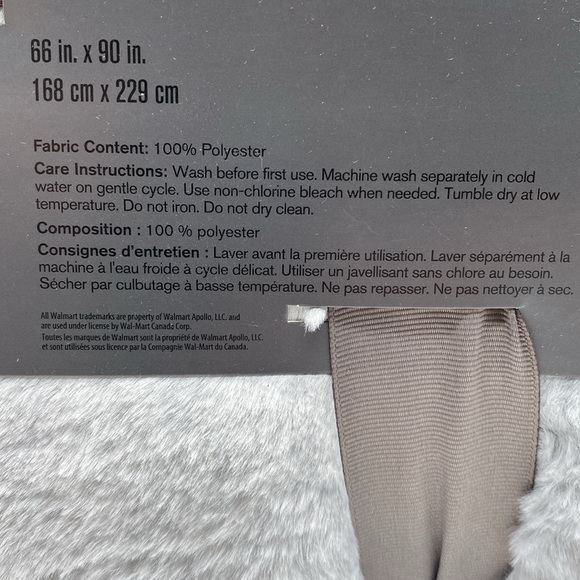 66 in. x 90 in.
168 cm x 229 cm
Fabric Content: 100% Polyester
Care Instructions: Wash before first use. Machine wash separately in cold
water on gentle cycle. Use non-chlorine bleach when needed. Tumble dry at low
temperature. Do not iron. Do not dry clean.
Composition : 100 % polyester
Consignes d'entretien : Laver avant la première utilisation. Laver séparément à la
machine à l'eau froide à cycle délicat. Utiliser un javellisant sans chlore au besoin.
Sécher par culbutage à basse température. Ne pas repasser. Ne pas nettoyer à sec.
All Walmart trademarks are property of Walmart Apollo, LLC. and
are used under license by Wal-Mart Canada Corp.
Toutes les marques de Walmart sont la propriété de Walmart Apollo, LLC.
et sont utilisées sous licence par la Compagnie Wal-Mart du Canada.